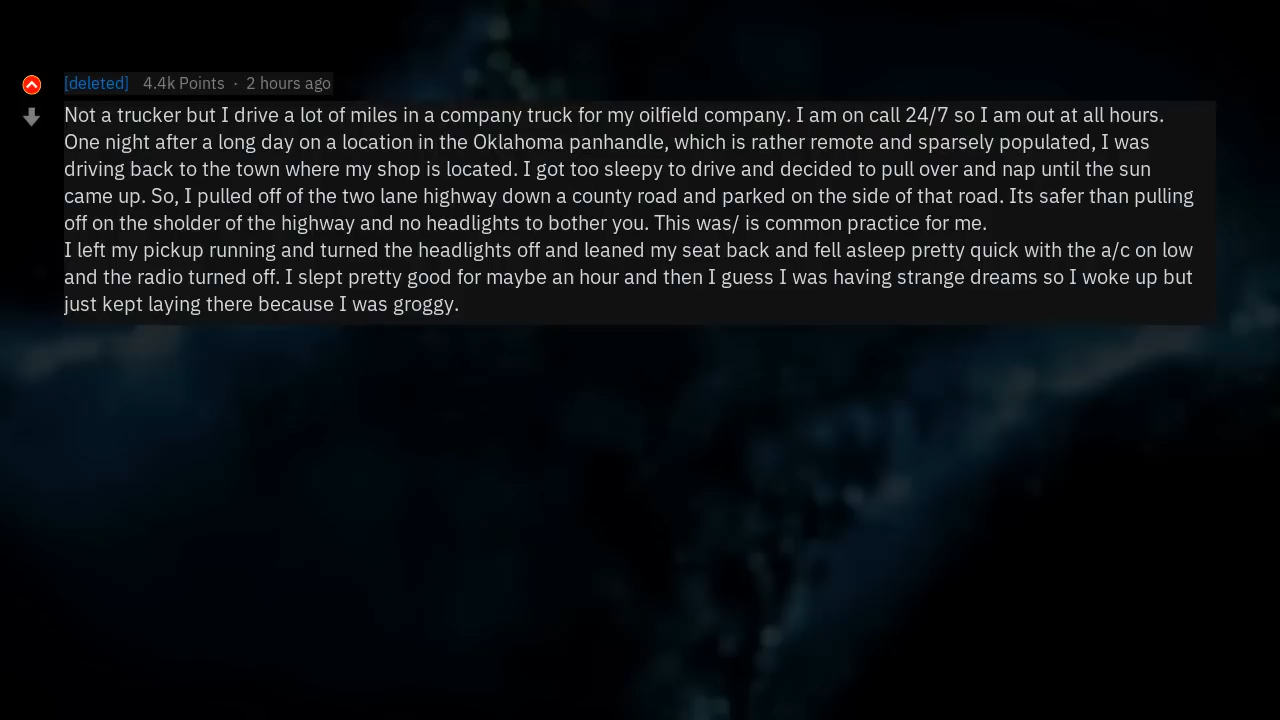 [deleted] 4.4k Points · 2 hours ago
Not a trucker but I drive a lot of miles in a company truck for my oilfield company. I am on call 24/7 so I am out at all hours.
One night after a long day on a location in the Oklahoma panhandle, which is rather remote and sparsely populated, I was
driving back to the town where my shop is located. I got too sleepy to drive and decided to pull over and nap until the sun
came up. So, I pulled off of the two lane highway down a county road and parked on the side of that road. Its safer than pulling
off on the sholder of the highway and no headlights to bother you. This was/ is common practice for me.
I left my pickup running and turned the headlights off and leaned my seat back and fell asleep pretty quick with the a/c on low
and the radio turned off. I slept pretty good for maybe an hour and then I guess I was having strange dreams so I woke up but
just kept laying there because I was groggy.